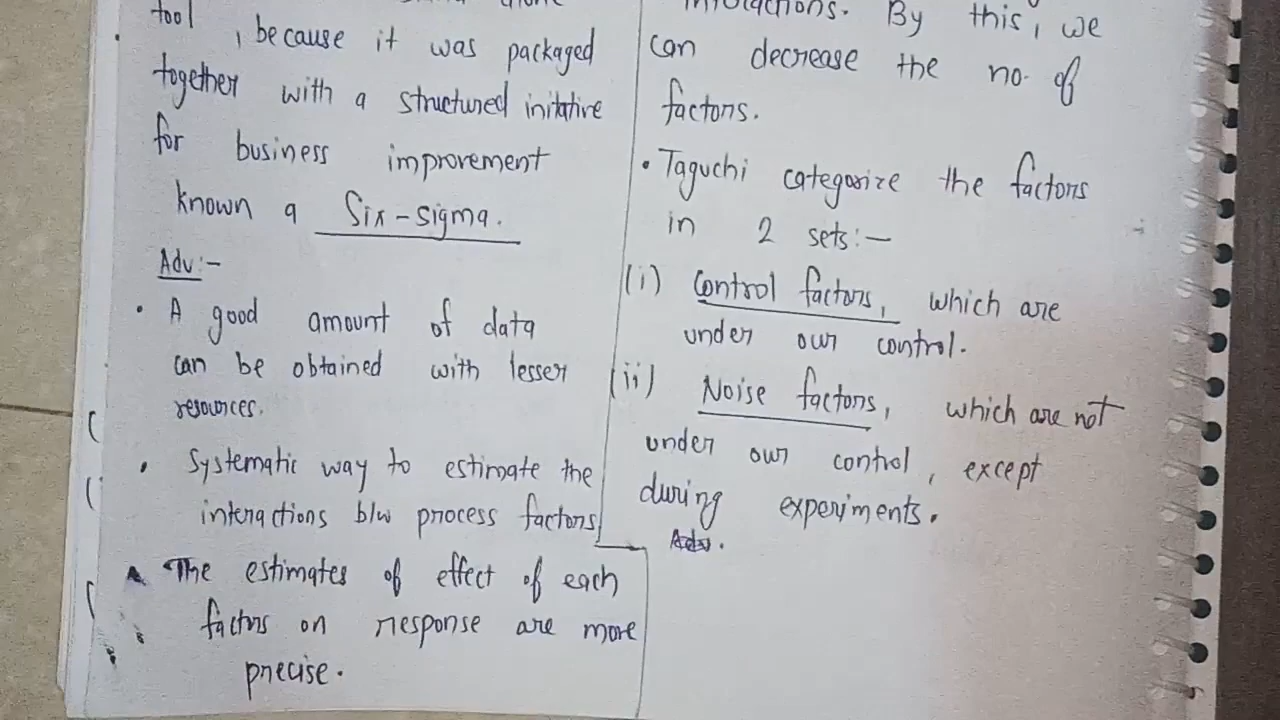 tool, because it was packaged
together with a structured initative
for business improvement
known a Six-sigma.
Adv:-
• A good amount of data
can be obtained with lesser
resources.
• Systematic way to estimate the
interactions b/w process factors
The estimates of effect of each
factors on response are more
precise.
By this, we
can decrease the no. of
factors.
• Taguchi categorize the factors
in 2 sets:-
(i) Control factors, which are
under our control.
(ii) Noise factors, which are not
under our control, except
during experiments.